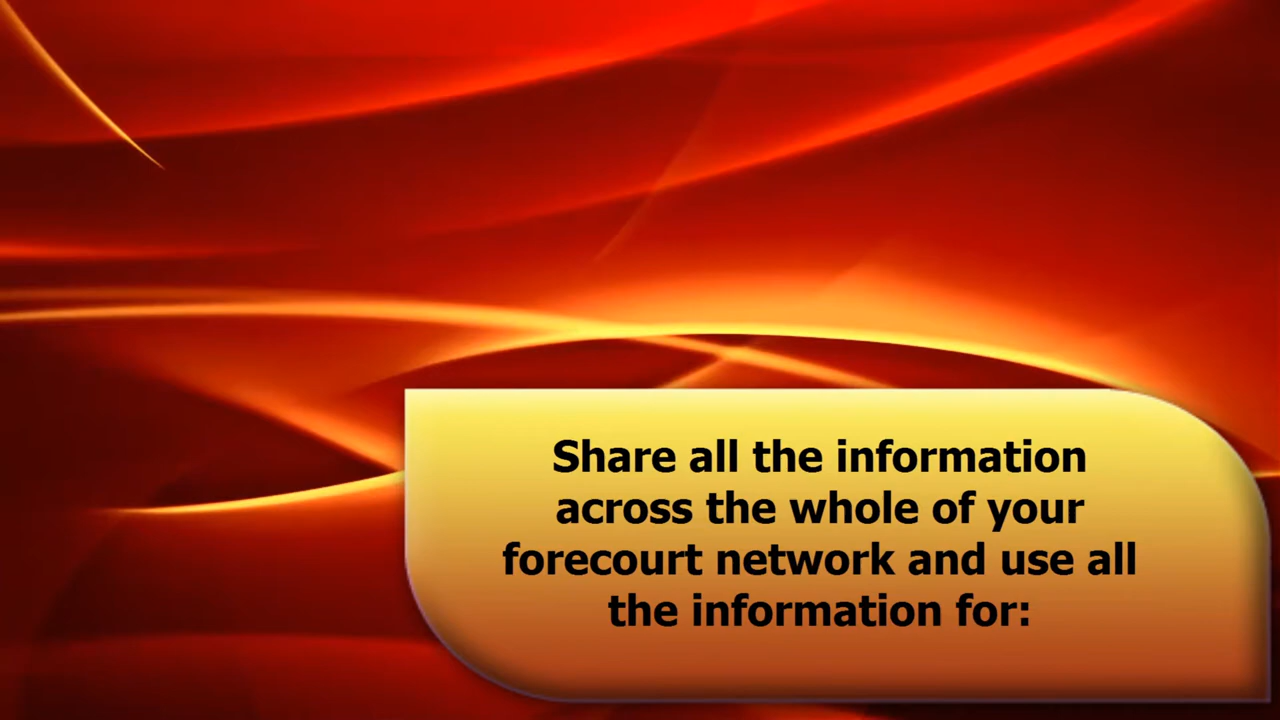 Share all the information
across the whole of your
forecourt network and use all
the information for: